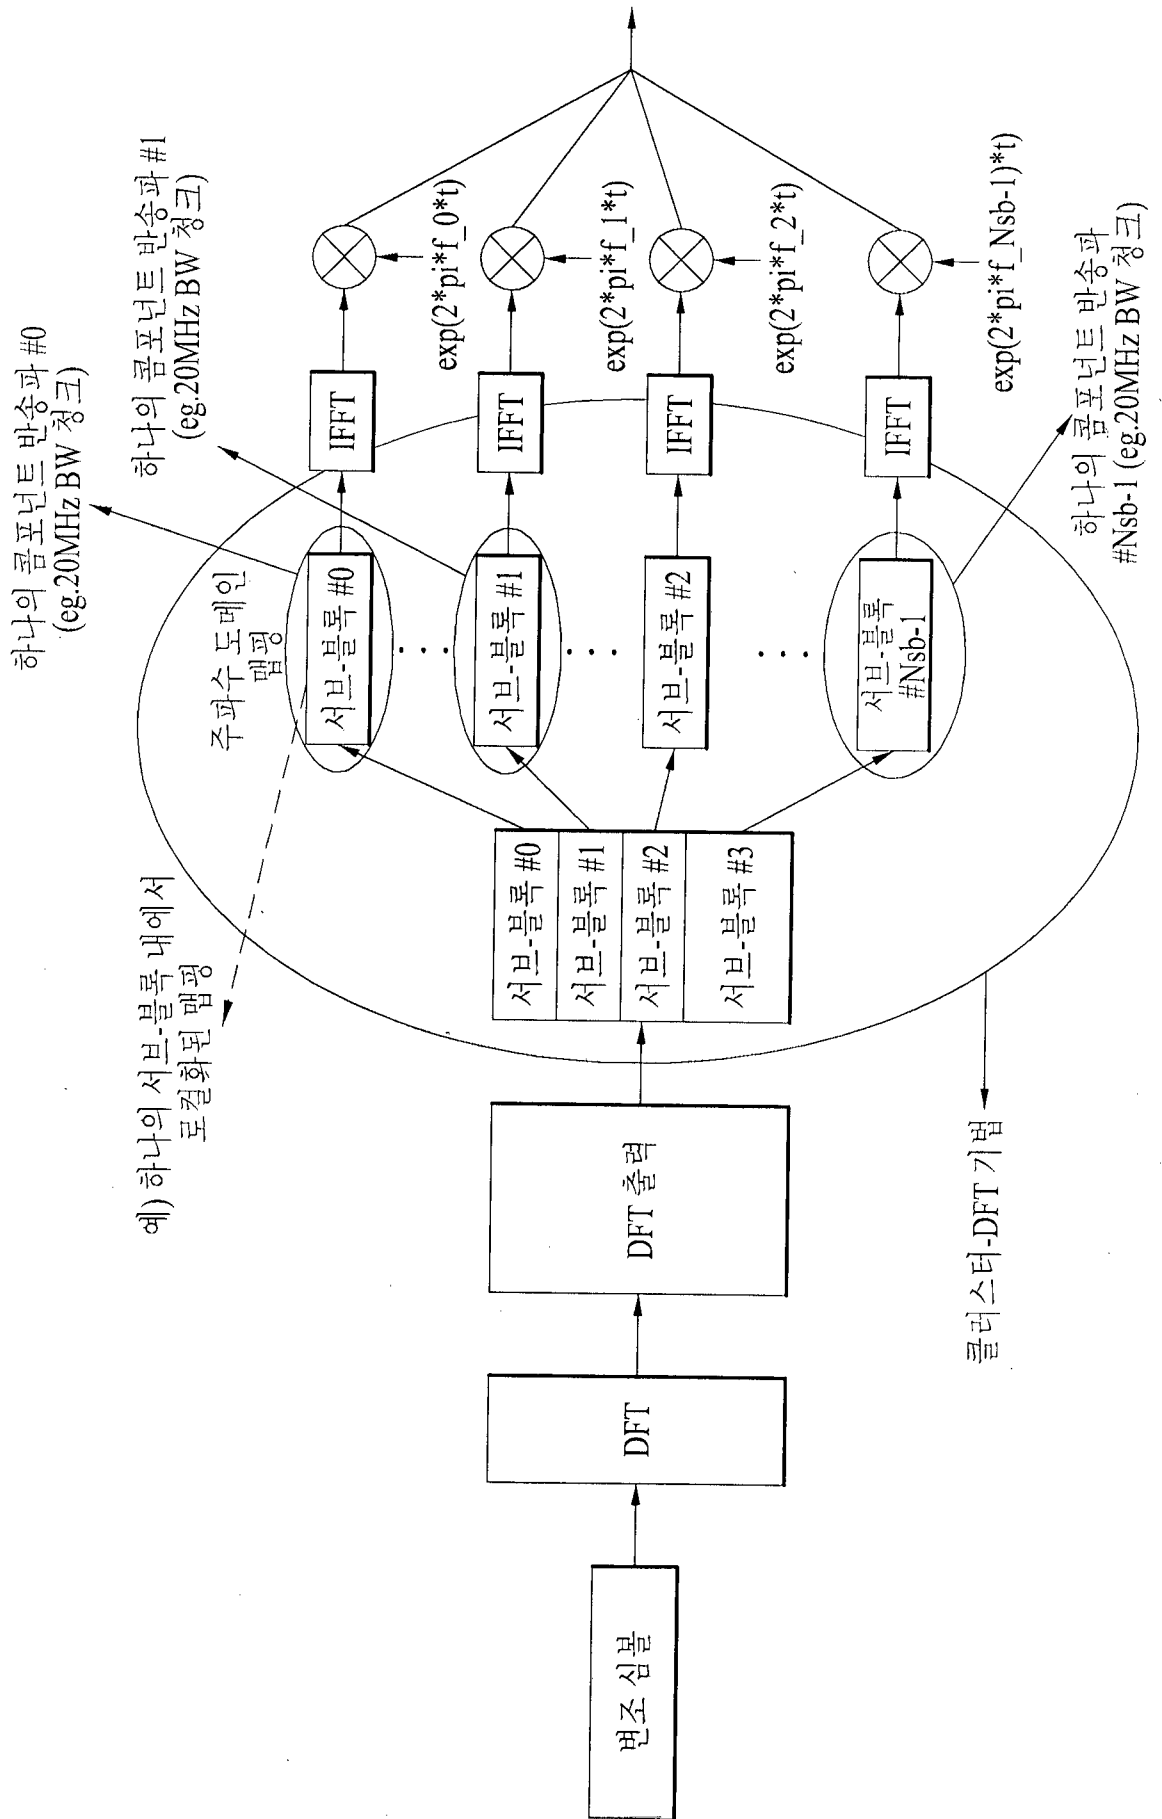 변조 심볼
DFT
DFT 출력
서브-블록 #0
서브-블록 #1
서브-블록 #2
서브-블록 #3
예) 하나의 서브-블록 내에서
로컬화된 맵핑
주파수 도메인
맵핑
서브-블록 #0
서브-블록 #1
서브-블록 #2
서브-블록
#Nsb-1
하나의 콤포넌트 반송파 #0
(eg.20MHz BW 청크)
하나의 콤포넌트 반송파 #1
(eg.20MHz BW 청크)
IFFT
IFFT
IFFT
IFFT
exp(2*pi*f_0*t)
exp(2*pi*f_1*t)
exp(2*pi*f_2*t)
exp(2*pi*f_Nsb-1)*t)
하나의 콤포넌트 반송파
#Nsb-1 (eg.20MHz BW 청크)
클러스터-DFT 기법